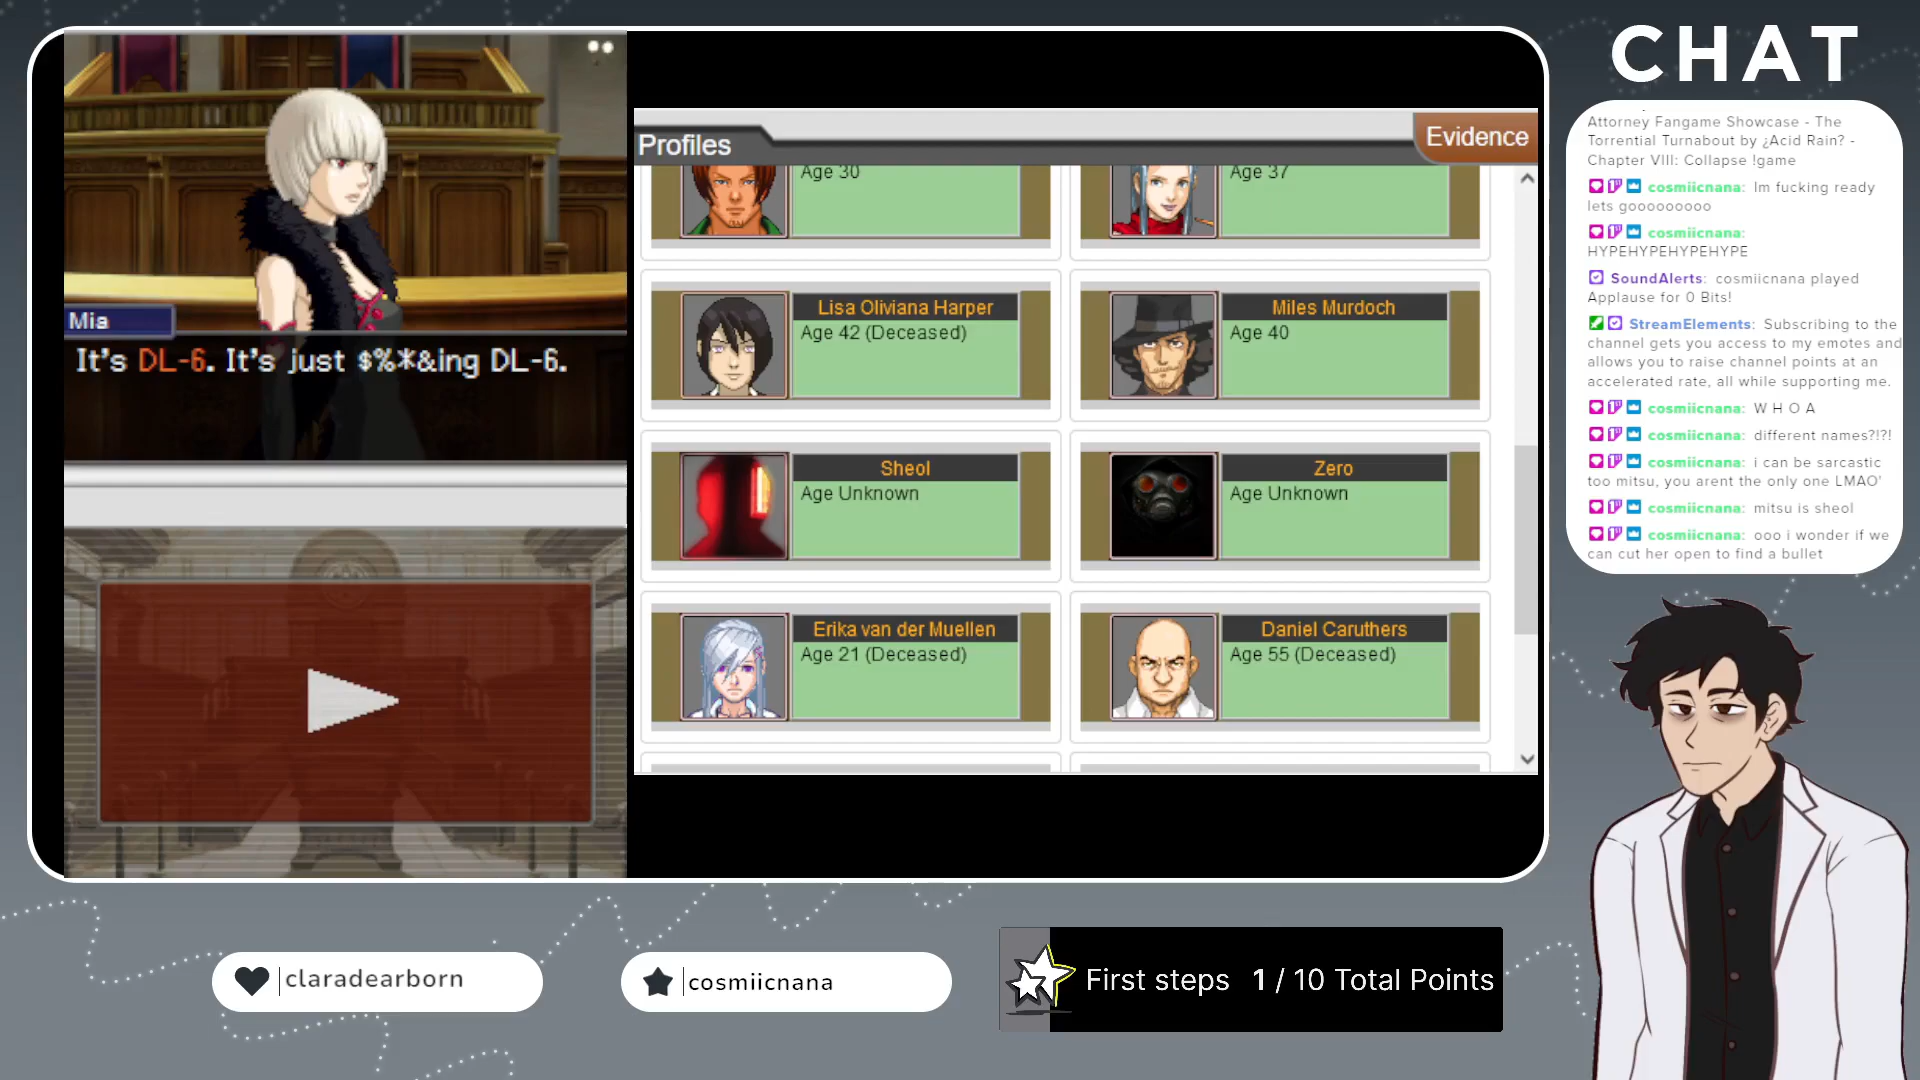 Mia
It's DL-6. It's just $%*&ing DL-6.
Profiles
Evidence
Age 30
Age 37
Lisa Oliviana Harper
Age 42 (Deceased)
Miles Murdoch
Age 40
Sheol
Age Unknown
Zero
Age Unknown
Erika van der Muellen
Age 21 (Deceased)
Daniel Caruthers
Age 55 (Deceased)
CHAT
Attorney Fangame Showcase - The
Torrential Turnabout by ¿Acid Rain? -
Chapter VIII: Collapse !game
cosmiicnana: Im fucking ready
lets gooooooooo
cosmiicnana:
HYPEHYPEHYPEHYPE
SoundAlerts: cosmiicnana played
Applause for 0 Bits!
StreamElements: Subscribing to the
channel gets you access to my emotes and
allows you to raise channel points at an
accelerated rate, all while supporting me.
cosmiicnana: W H O A
cosmiicnana: different names?!?!
cosmiicnana: i can be sarcastic
too mitsu, you arent the only one LMAO'
cosmiicnana: mitsu is sheol
cosmiicnana: ooo i wonder if we
can cut her open to find a bullet
claradearborn
cosmiicnana
First steps 1 / 10 Total Points